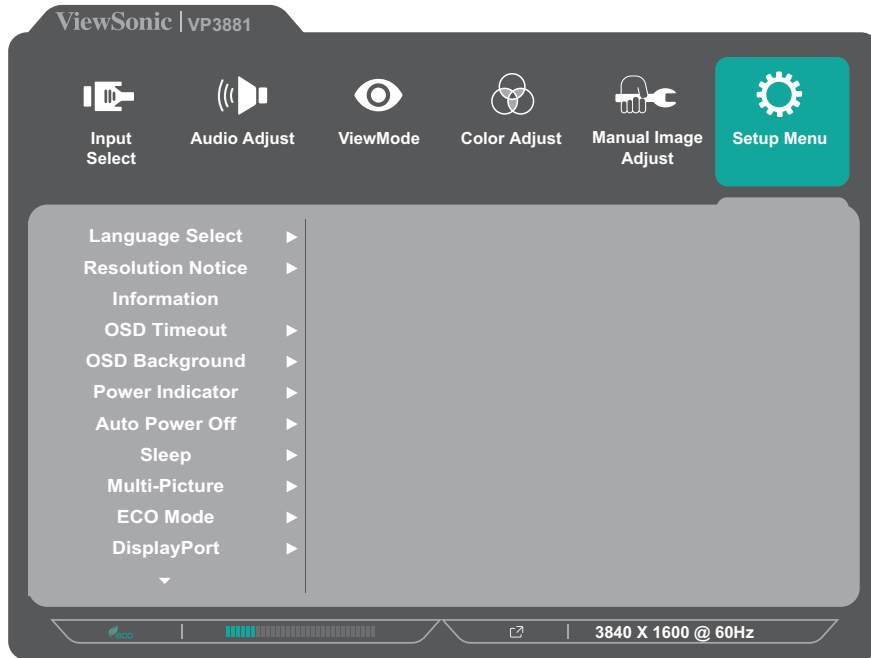 ViewSonic | VP3881
Input
Select
Audio Adjust
ViewMode
Color Adjust
Manual Image
Adjust
Setup Menu
Language Select
Resolution Notice
Information
OSD Timeout
OSD Background
Power Indicator
Auto Power Off
Sleep
Multi-Picture
ECO Mode
DisplayPort
eco
3840 X 1600 @ 60Hz